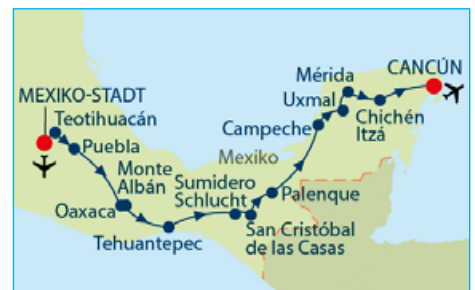 MEXIKO-STADT
Teotihuacán
Puebla
Monte
Albán
Oaxaca
Tehuantepec
Sumidero
Schlucht
San Cristóbal
de las Casas
Palenque
Mexiko
Campeche
Uxmal
Mérida
Chichén
Itzá
CANCÚN